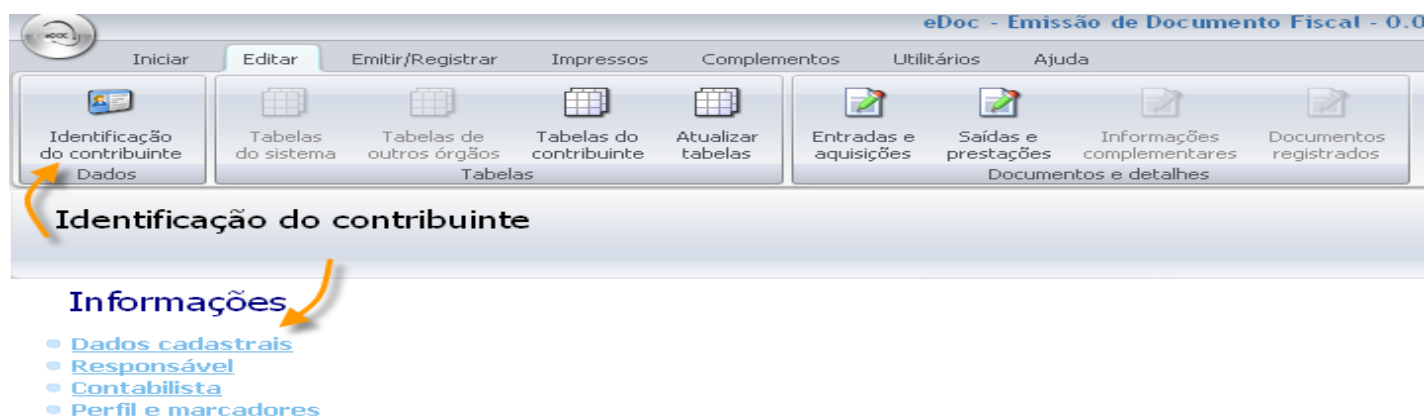 eDoc - Emissão de Documento Fiscal - 0.0
Iniciar Editar Emitir/Registrar Impressos Complementos Utilitários Ajuda
Identificação Tabelas Tabelas de Tabelas do Atualizar Entradas e Saídas e Informações Documentos
do contribuinte do sistema outros órgãos contribuinte tabelas aquisições prestações complementares registrados
Dados Tabelas Documentos e detalhes
Identificação do contribuinte
Informações
Dados cadastrais
Responsável
Contabilista
Perfil e marcadores